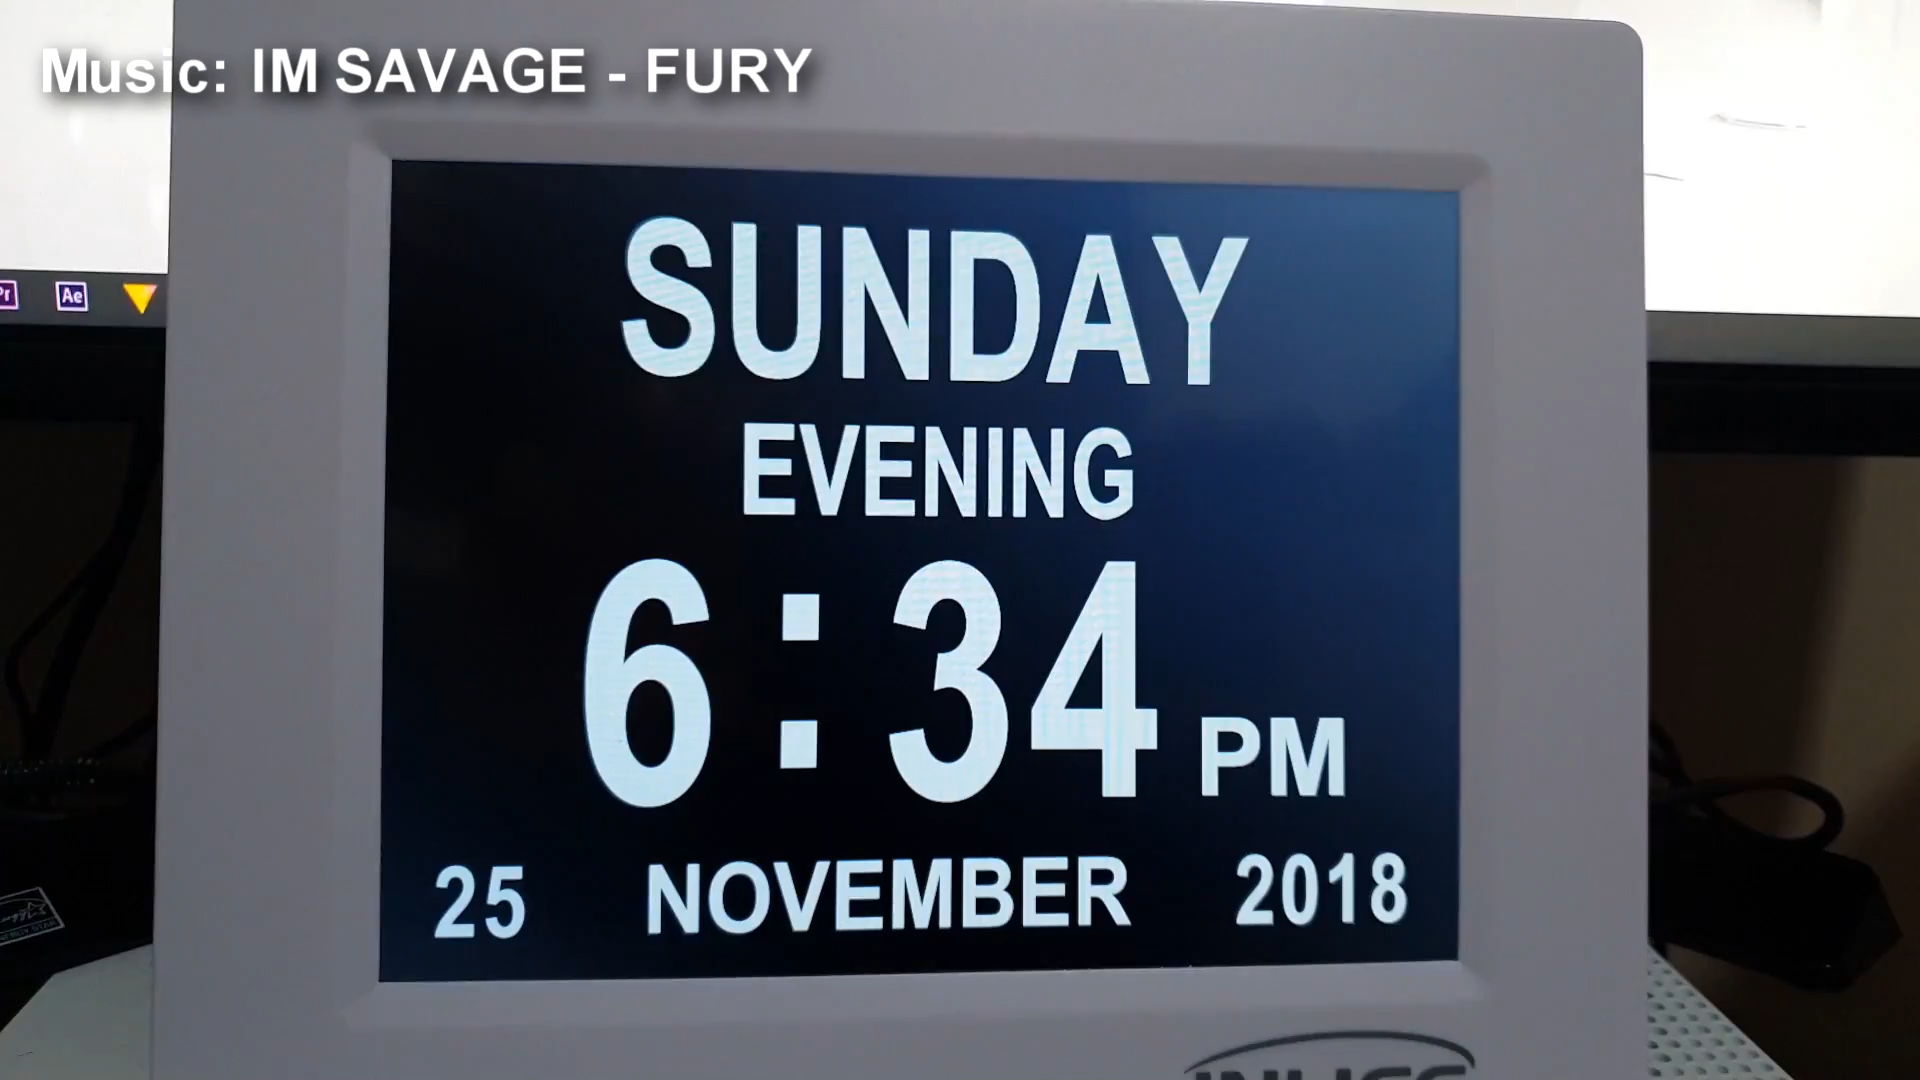 Music: IM SAVAGE - FURY
SUNDAY
EVENING
6:34 PM
25 NOVEMBER 2018
Pr
Ae